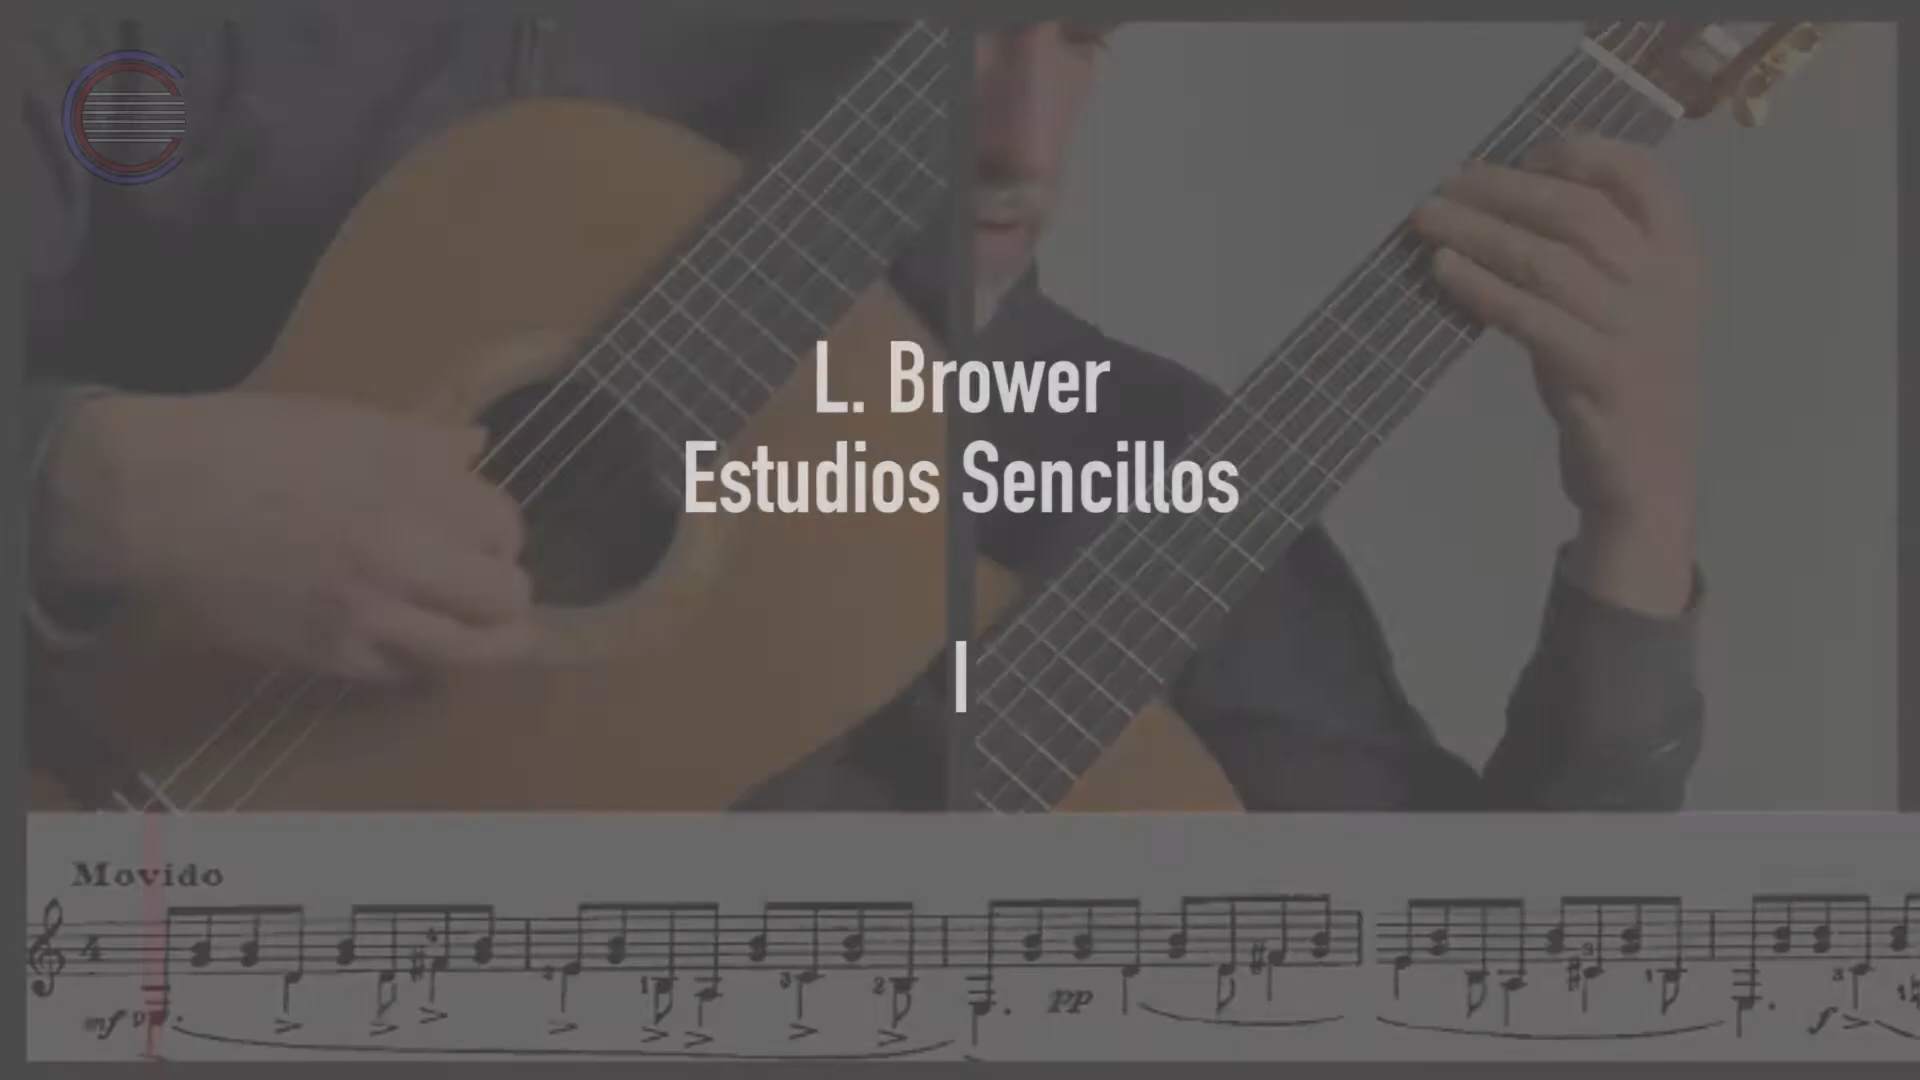 L. Brower
Estudios Sencillos
I
Movido
mf
pp
f